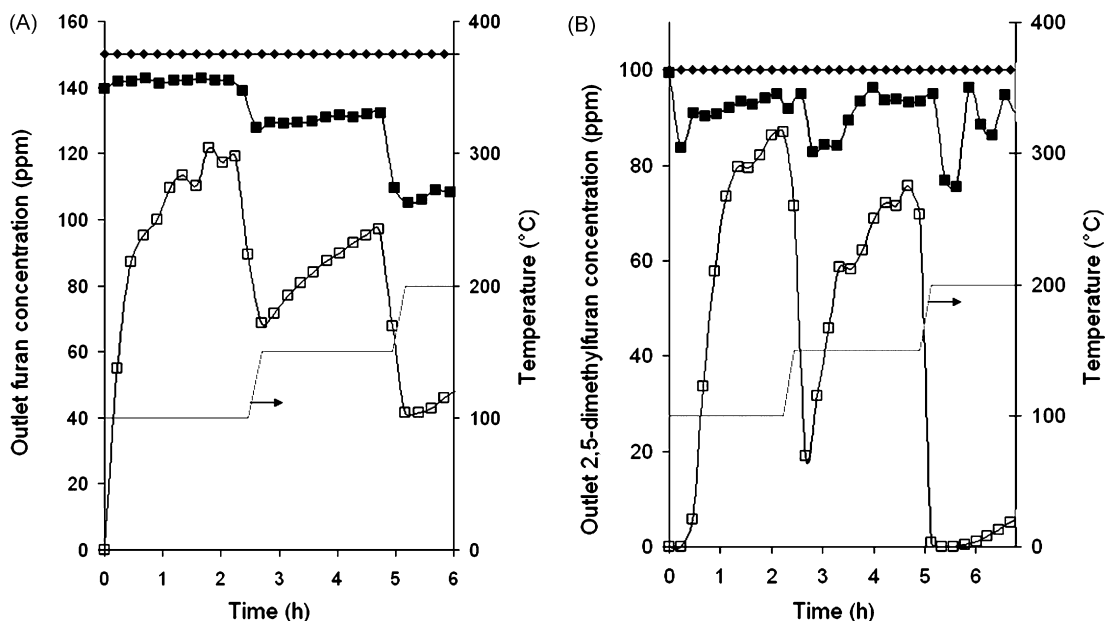 (A)
160
140
120
100
80
60
40
20
0
Outlet furan concentration (ppm)
400
300
200
100
0
Temperature (°C)
0 1 2 3 4 5 6
Time (h)
(B)
100
80
60
40
20
0
Outlet 2,5-dimethylfuran concentration (ppm)
400
300
200
100
0
Temperature (°C)
0 1 2 3 4 5 6
Time (h)